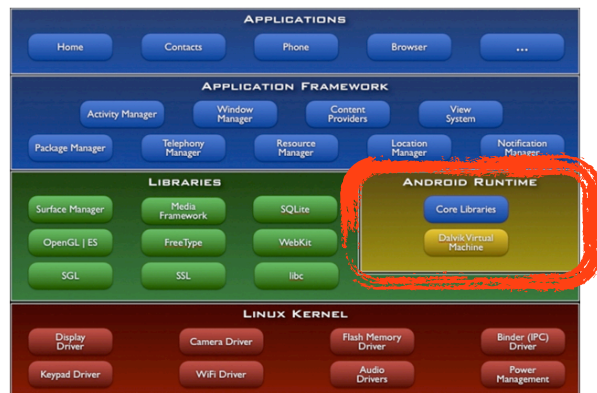 APPLICATIONS
Home
Contacts
Phone
Browser
...
APPLICATION FRAMEWORK
Activity Manager
Window
Manager
Content
Providers
View
System
Package Manager
Telephony
Manager
Resource
Manager
Location
Manager
Notification
Manager
LIBRARIES
Surface Manager
Media
Framework
SQLite
OpenGL | ES
FreeType
WebKit
SGL
SSL
libc
ANDROID RUNTIME
Core Libraries
Dalvik Virtual
Machine
LINUX KERNEL
Display
Driver
Camera Driver
Flash Memory
Driver
Binder (IPC)
Driver
Keypad Driver
WiFi Driver
Audio
Drivers
Power
Management